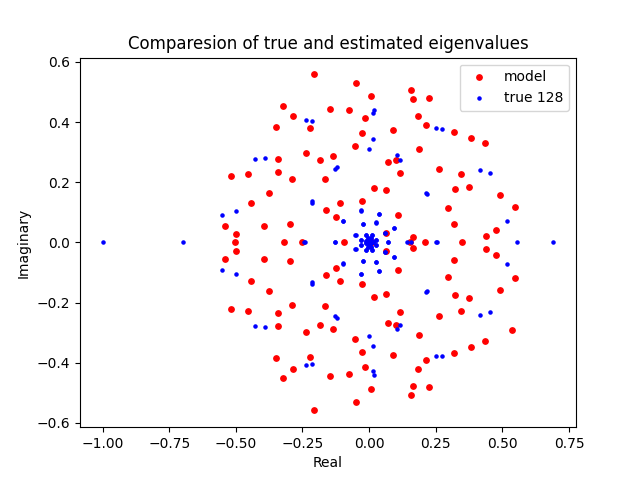 Comparesion of true and estimated eigenvalues
model
true 128
0.6
0.4
0.2
0.0
−0.2
−0.4
−0.6
Imaginary
−1.00 −0.75 −0.50 −0.25 0.00 0.25 0.50 0.75
Real